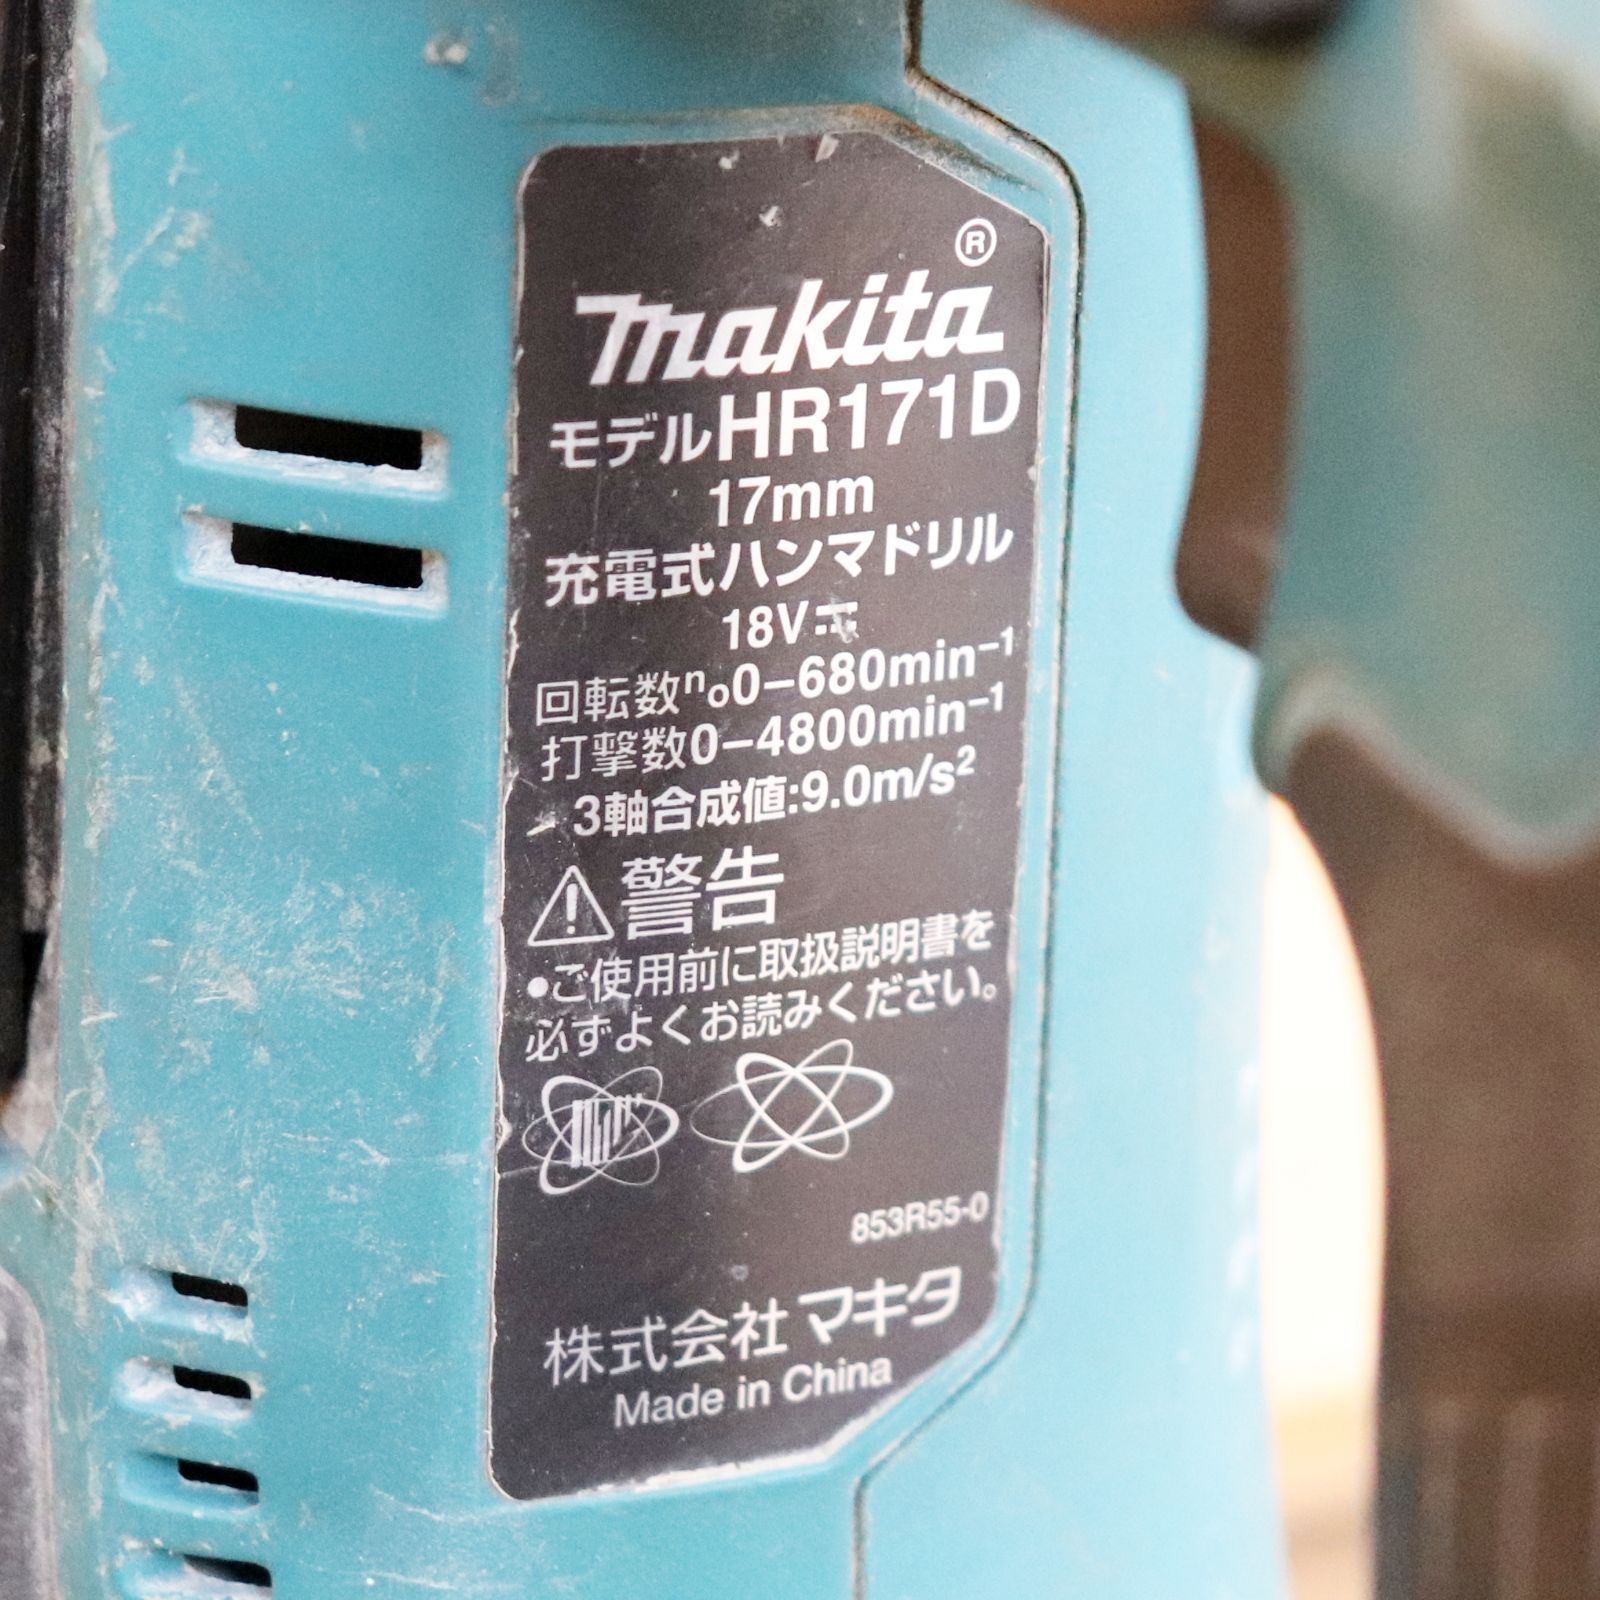 makita®
モデルHR171D
17mm
充電式ハンマドリル
18V⎓
回転数n₀0−680min⁻¹
打撃数0−4800min⁻¹
3軸合成値:9.0m/s²
⚠警告
●ご使用前に取扱説明書を
必ずよくお読みください。
853R55-0
株式会社マキタ
Made in China